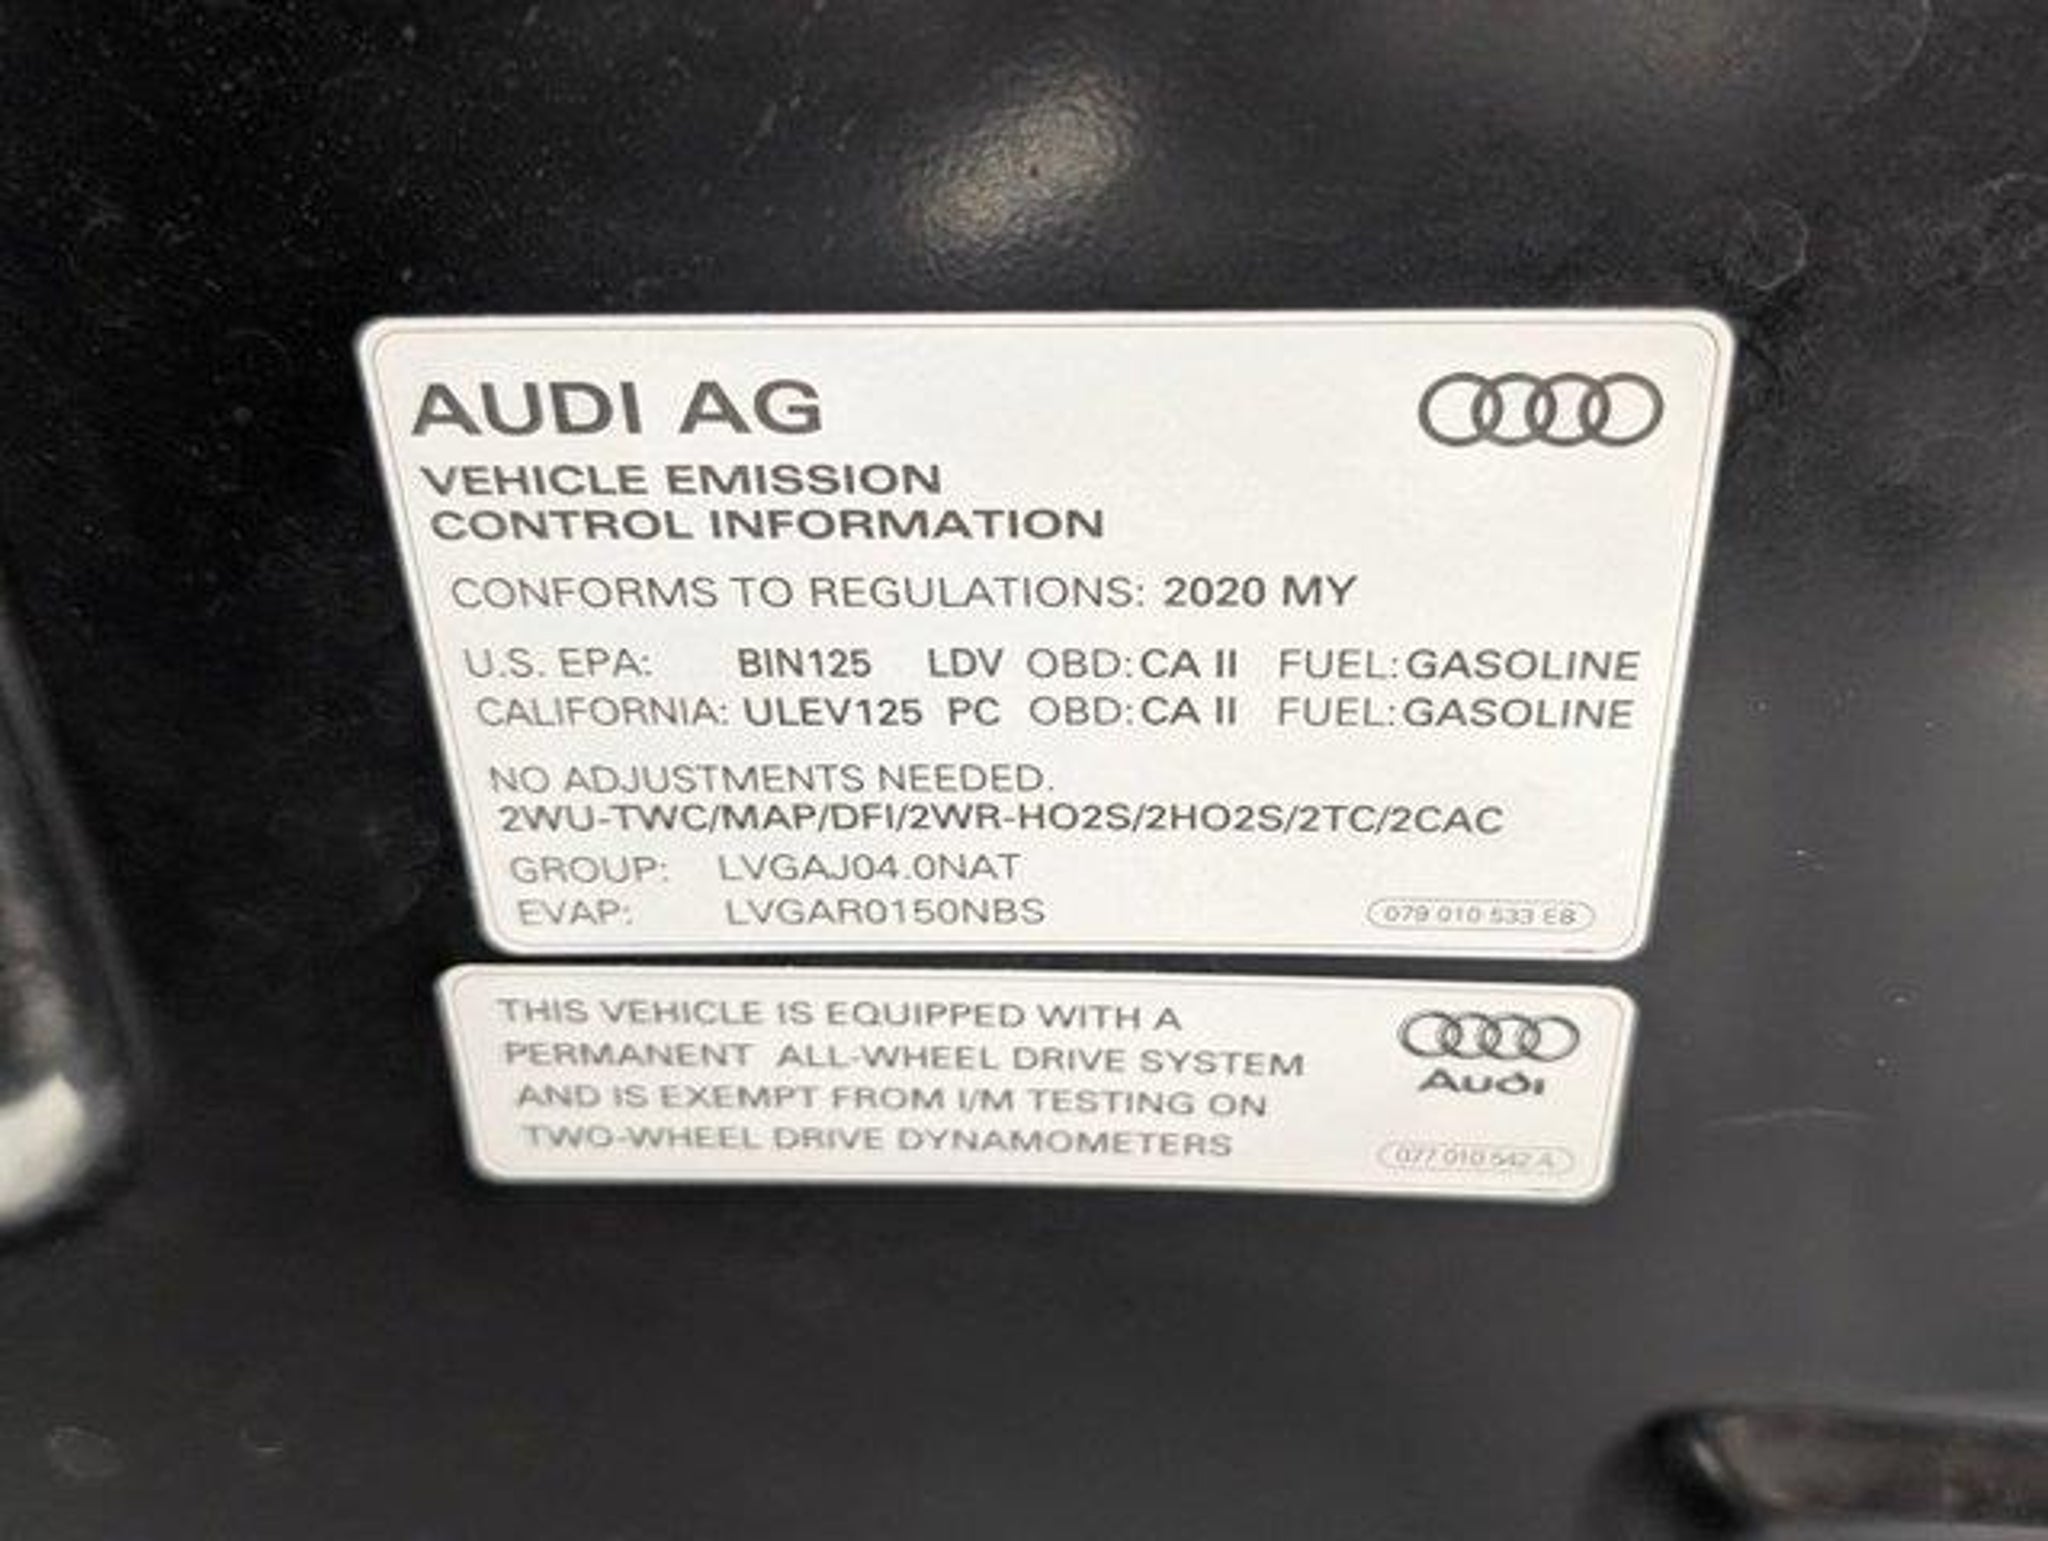 AUDI AG
VEHICLE EMISSION
CONTROL INFORMATION
CONFORMS TO REGULATIONS: 2020 MY
U.S. EPA: BIN125 LDV OBD: CA II FUEL: GASOLINE
CALIFORNIA: ULEV125 PC OBD: CA II FUEL: GASOLINE
NO ADJUSTMENTS NEEDED.
2WU-TWC/MAP/DFI/2WR-HO2S/2HO2S/2TC/2CAC
GROUP: LVGAJ04.0NAT
EVAP: LVGAR0150NBS
079 010 533 EB
THIS VEHICLE IS EQUIPPED WITH A
PERMANENT ALL-WHEEL DRIVE SYSTEM
AND IS EXEMPT FROM I/M TESTING ON
TWO-WHEEL DRIVE DYNAMOMETERS
Audi
077 010 542 A